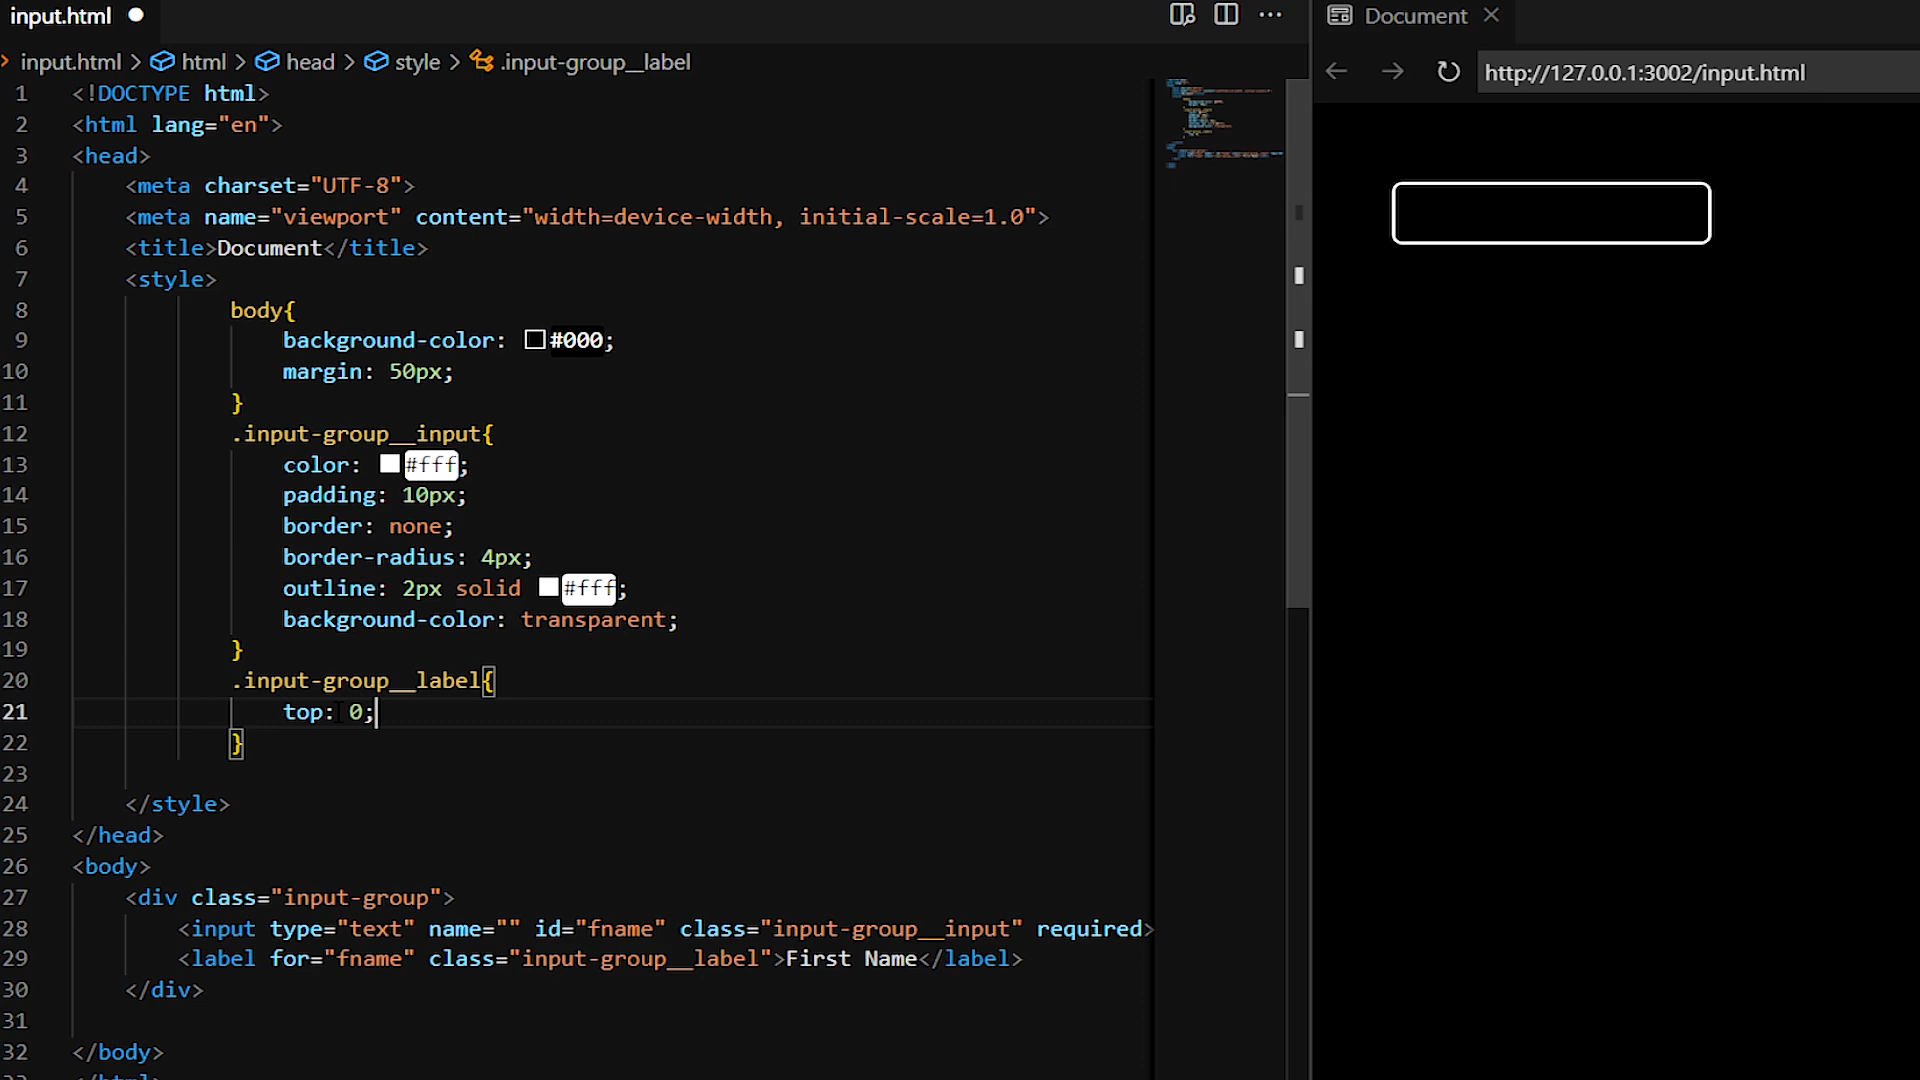 input.html
input.html > html > head > style > .input-group__label
1 <!DOCTYPE html>
2 <html lang="en">
3 <head>
4 <meta charset="UTF-8">
5 <meta name="viewport" content="width=device-width, initial-scale=1.0">
6 <title>Document</title>
7 <style>
8 body{
9 background-color: #000;
10 margin: 50px;
11 }
12 .input-group__input{
13 color: #fff;
14 padding: 10px;
15 border: none;
16 border-radius: 4px;
17 outline: 2px solid #fff;
18 background-color: transparent;
19 }
20 .input-group__label{
21 top: 0;
22 }
23
24 </style>
25 </head>
26 <body>
27 <div class="input-group">
28 <input type="text" name="" id="fname" class="input-group__input" required>
29 <label for="fname" class="input-group__label">First Name</label>
30 </div>
31
32 </body>
Document
http://127.0.0.1:3002/input.html